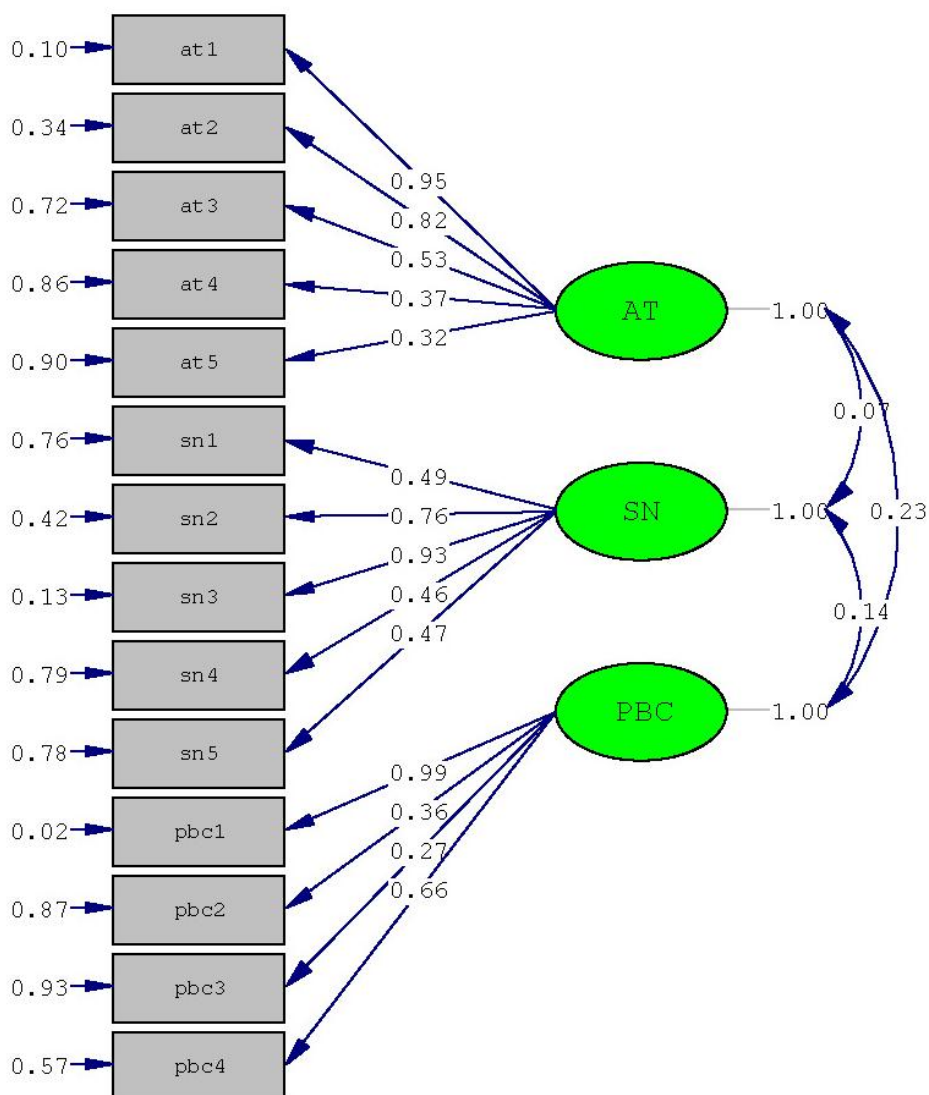 0.10 at1
0.34 at2
0.72 at3
0.86 at4
0.90 at5
0.76 sn1
0.42 sn2
0.13 sn3
0.79 sn4
0.78 sn5
0.02 pbc1
0.87 pbc2
0.93 pbc3
0.57 pbc4
0.95
0.82
0.53
0.37
0.32
0.49
0.76
0.93
0.46
0.47
0.99
0.36
0.27
0.66
AT 1.00
SN 1.00
PBC 1.00
0.07
0.23
0.14